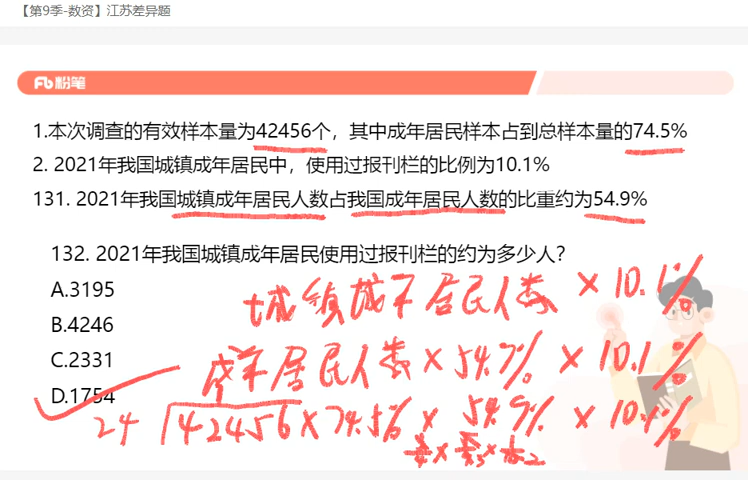 【第9季-数资】江苏差异题
粉笔
1.本次调查的有效样本量为42456个，其中成年居民样本占到总样本量的74.5%
2. 2021年我国城镇成年居民中，使用过报刊栏的比例为10.1%
131. 2021年我国城镇成年居民人数占我国成年居民人数的比重约为54.9%
132. 2021年我国城镇成年居民使用过报刊栏的约为多少人？
A.3195
B.4246
C.2331
D.1754
城镇成年居民人数 × 10.1%
成年居民人数 × 54.9% × 10.1%
24 42456 × 74.5% × 54.9% × 10.1%